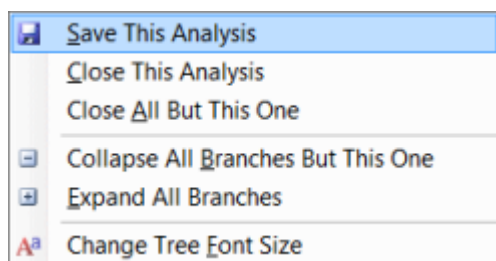 Save This Analysis
Close This Analysis
Close All But This One
Collapse All Branches But This One
Expand All Branches
Aa Change Tree Font Size